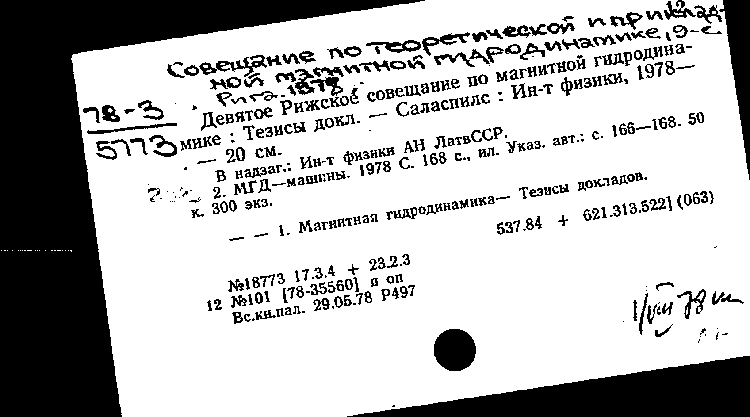 12
Совещание по теоретической и приклад-
ной магнитной гидродинамике, 9-е
Рига. 1978.
78-3
5773
Девятое Рижское совещание по магнитной гидродина-
мике : Тезисы докл. — Саласпилс : Ин-т физики, 1978—
. — 20 см.
В надзаг.: Ин-т физики АН ЛатвССР.
2. МГД—машины. 1978 С. 168 с., ил. Указ. авт.: с. 166—168. 50
к. 300 экз.
— — 1. Магнитная гидродинамика— Тезисы докладов.
537.84 + 621.313.522](063)
№18773 17.3.4 + 23.2.3
12 №101 [78-35560] п оп
Вс.кн.пал. 29.05.78 Р497